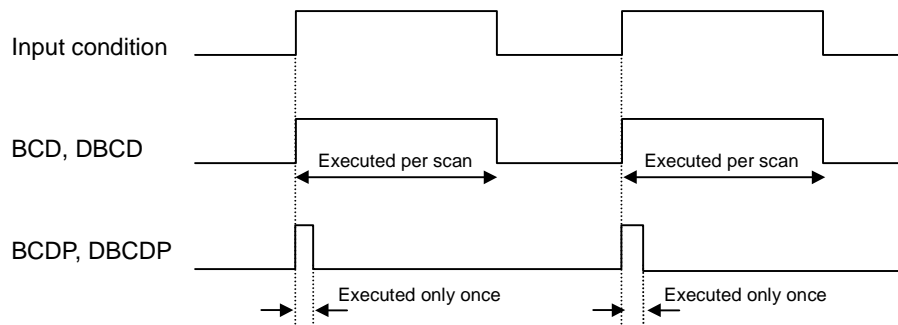 Input condition
BCD, DBCD
Executed per scan
Executed per scan
BCDP, DBCDP
Executed only once
Executed only once